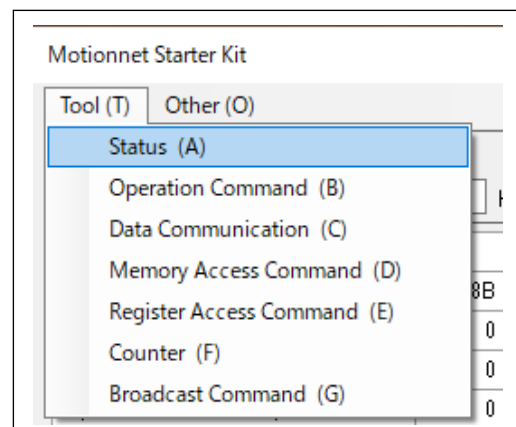 Motionnet Starter Kit
Tool (T) Other (O)
Status (A)
Operation Command (B)
Data Communication (C)
Memory Access Command (D)
8B
Register Access Command (E)
0
Counter (F)
0
Broadcast Command (G)
0